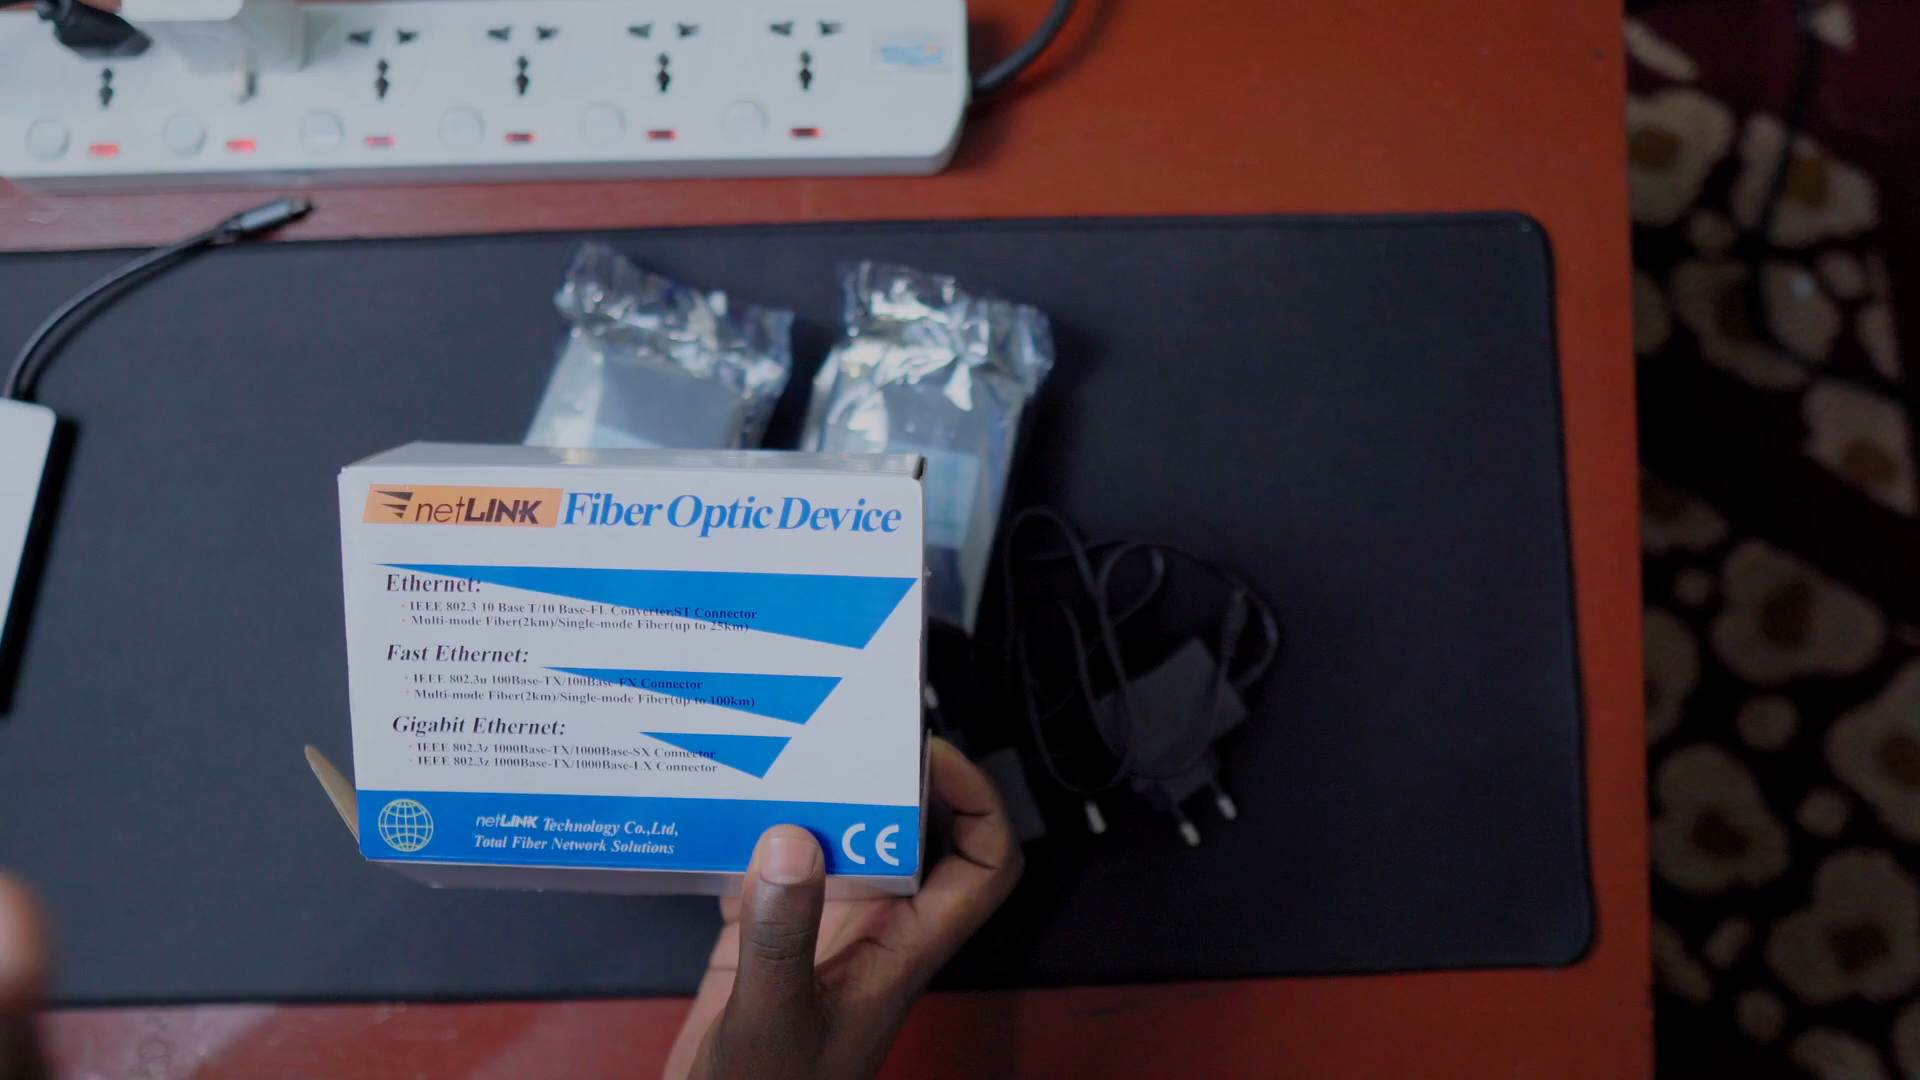 netLINK Fiber Optic Device
Ethernet:
· IEEE 802.3 10 Base T/10 Base-FL Converter,ST Connector
· Multi-mode Fiber(2km)/Single-mode Fiber(up to 25km)
Fast Ethernet:
· IEEE 802.3u 100Base-TX/100Base-FX Connector
· Multi-mode Fiber(2km)/Single-mode Fiber(up to 100km)
Gigabit Ethernet:
· IEEE 802.3z 1000Base-TX/1000Base-SX Connector
· IEEE 802.3z 1000Base-TX/1000Base-LX Connector
netLINK Technology Co.,Ltd,
Total Fiber Network Solutions
CE